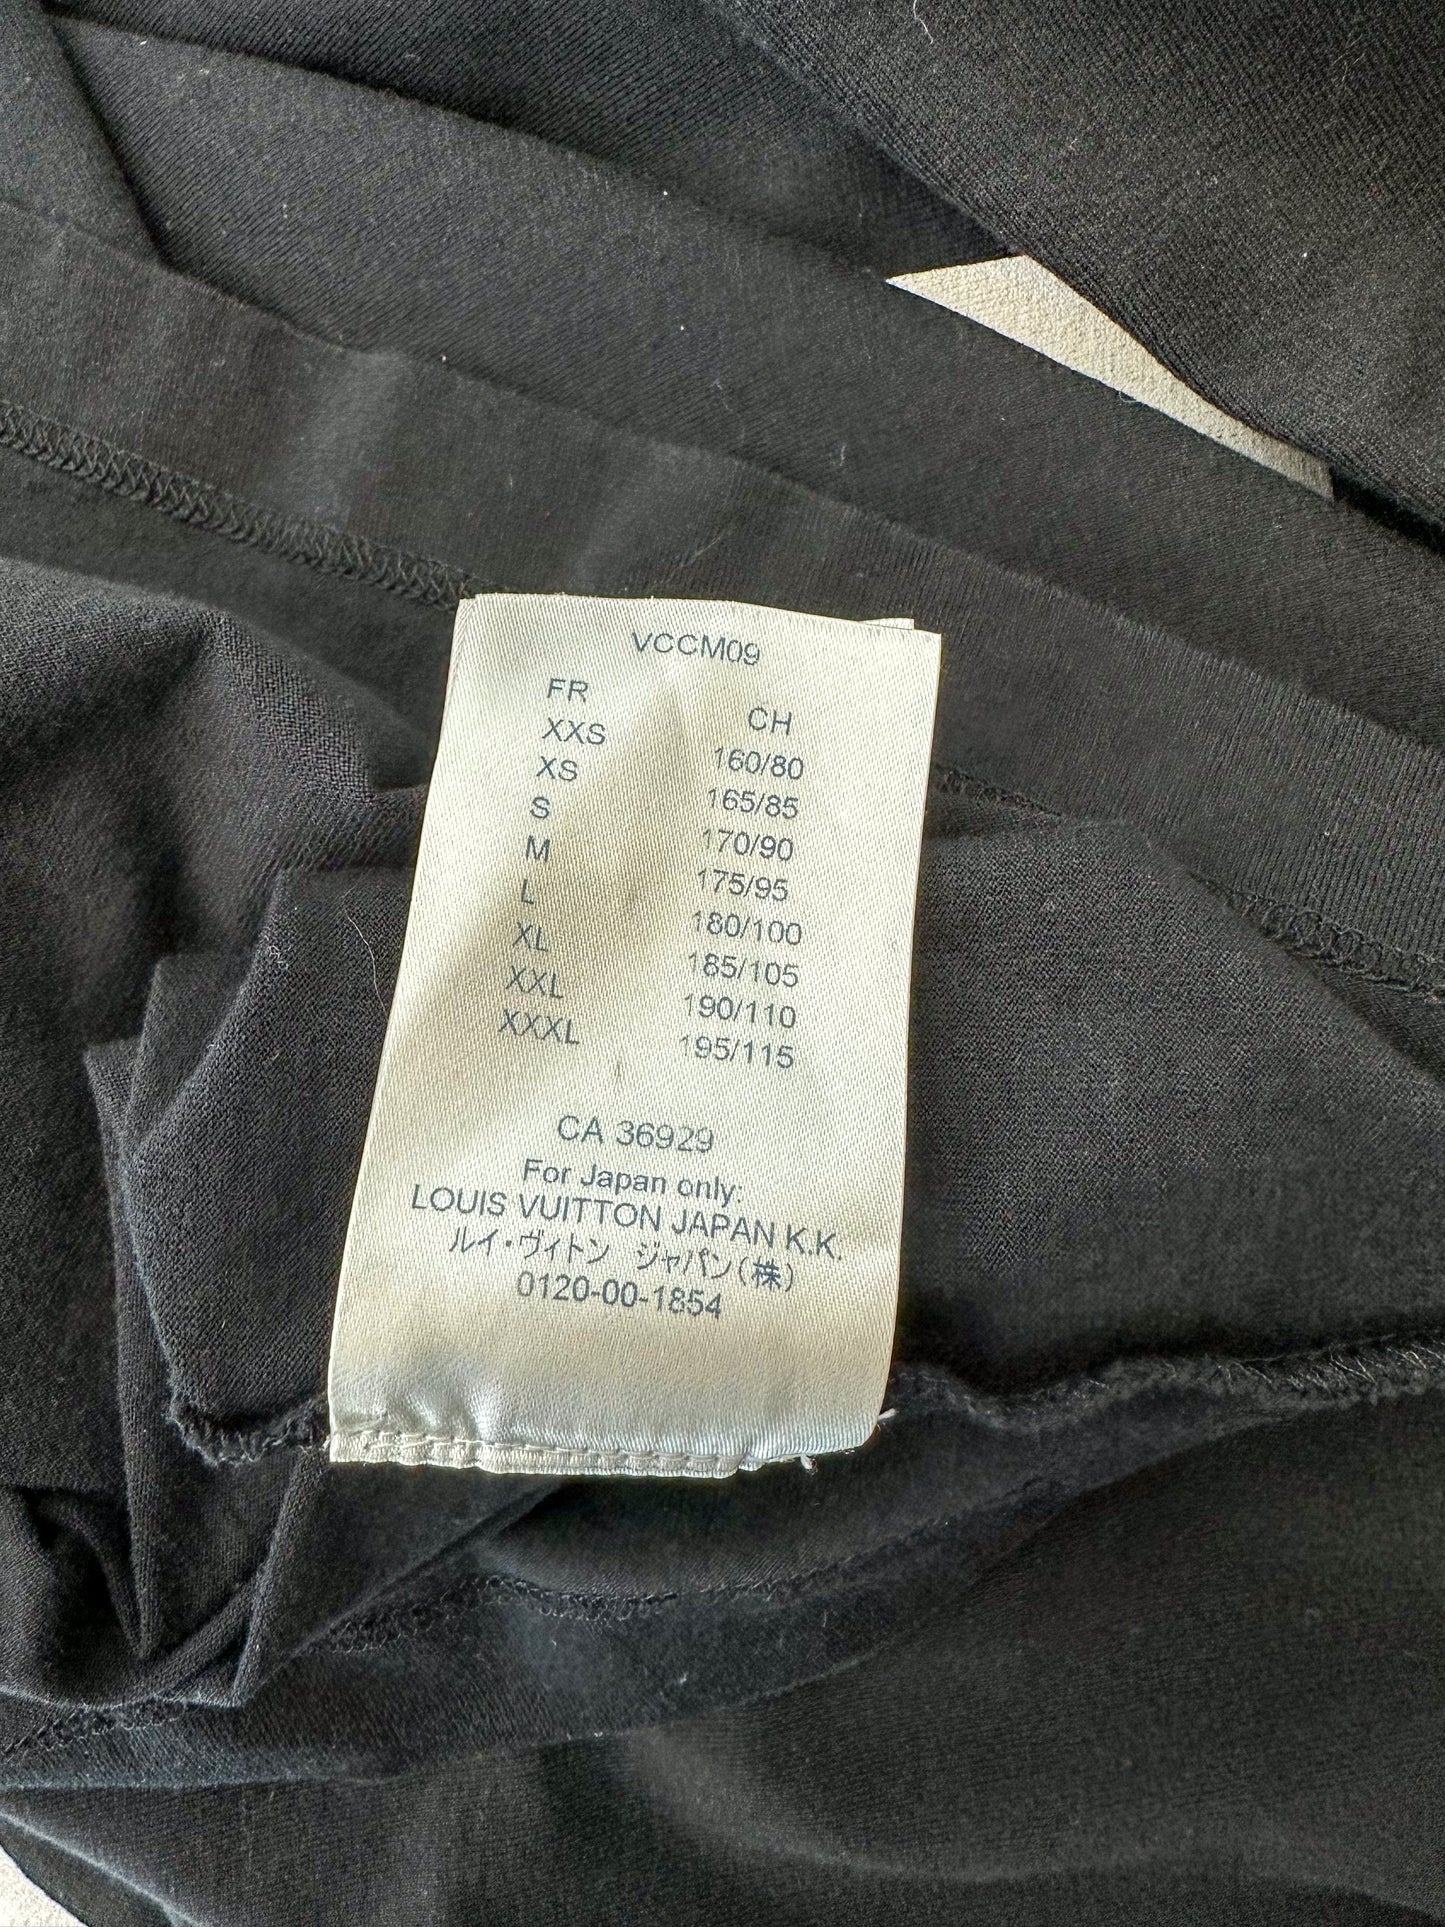 VCCM09
FR CH
XXS 160/80
XS 165/85
S 170/90
M 175/95
L 180/100
XL 185/105
XXL 190/110
XXXL 195/115
CA 36929
For Japan only:
LOUIS VUITTON JAPAN K.K.
ルイ・ヴィトン ジャパン(株)
0120-00-1854